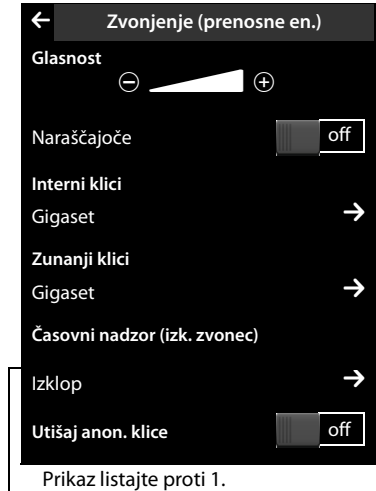 Zvonjenje (prenosne en.)
Glasnost
Naraščajoče off
Interni klici
Gigaset
Zunanji klici
Gigaset
Časovni nadzor (izk. zvonec)
Izklop
Utišaj anon. klice off
Prikaz listajte proti 1.